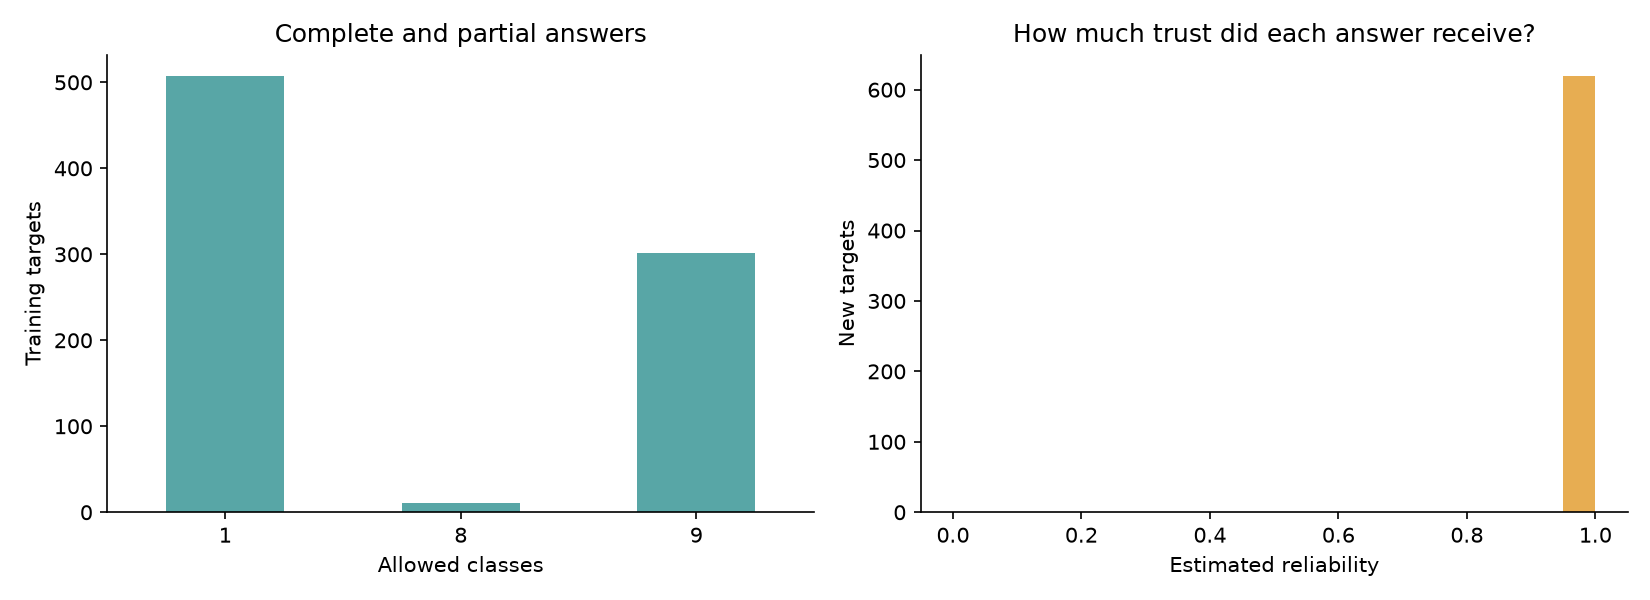 Complete and partial answers
500
400
300
200
100
0
1 8 9
Allowed classes
Training targets
How much trust did each answer receive?
600
500
400
300
200
100
0
0.0 0.2 0.4 0.6 0.8 1.0
Estimated reliability
New targets